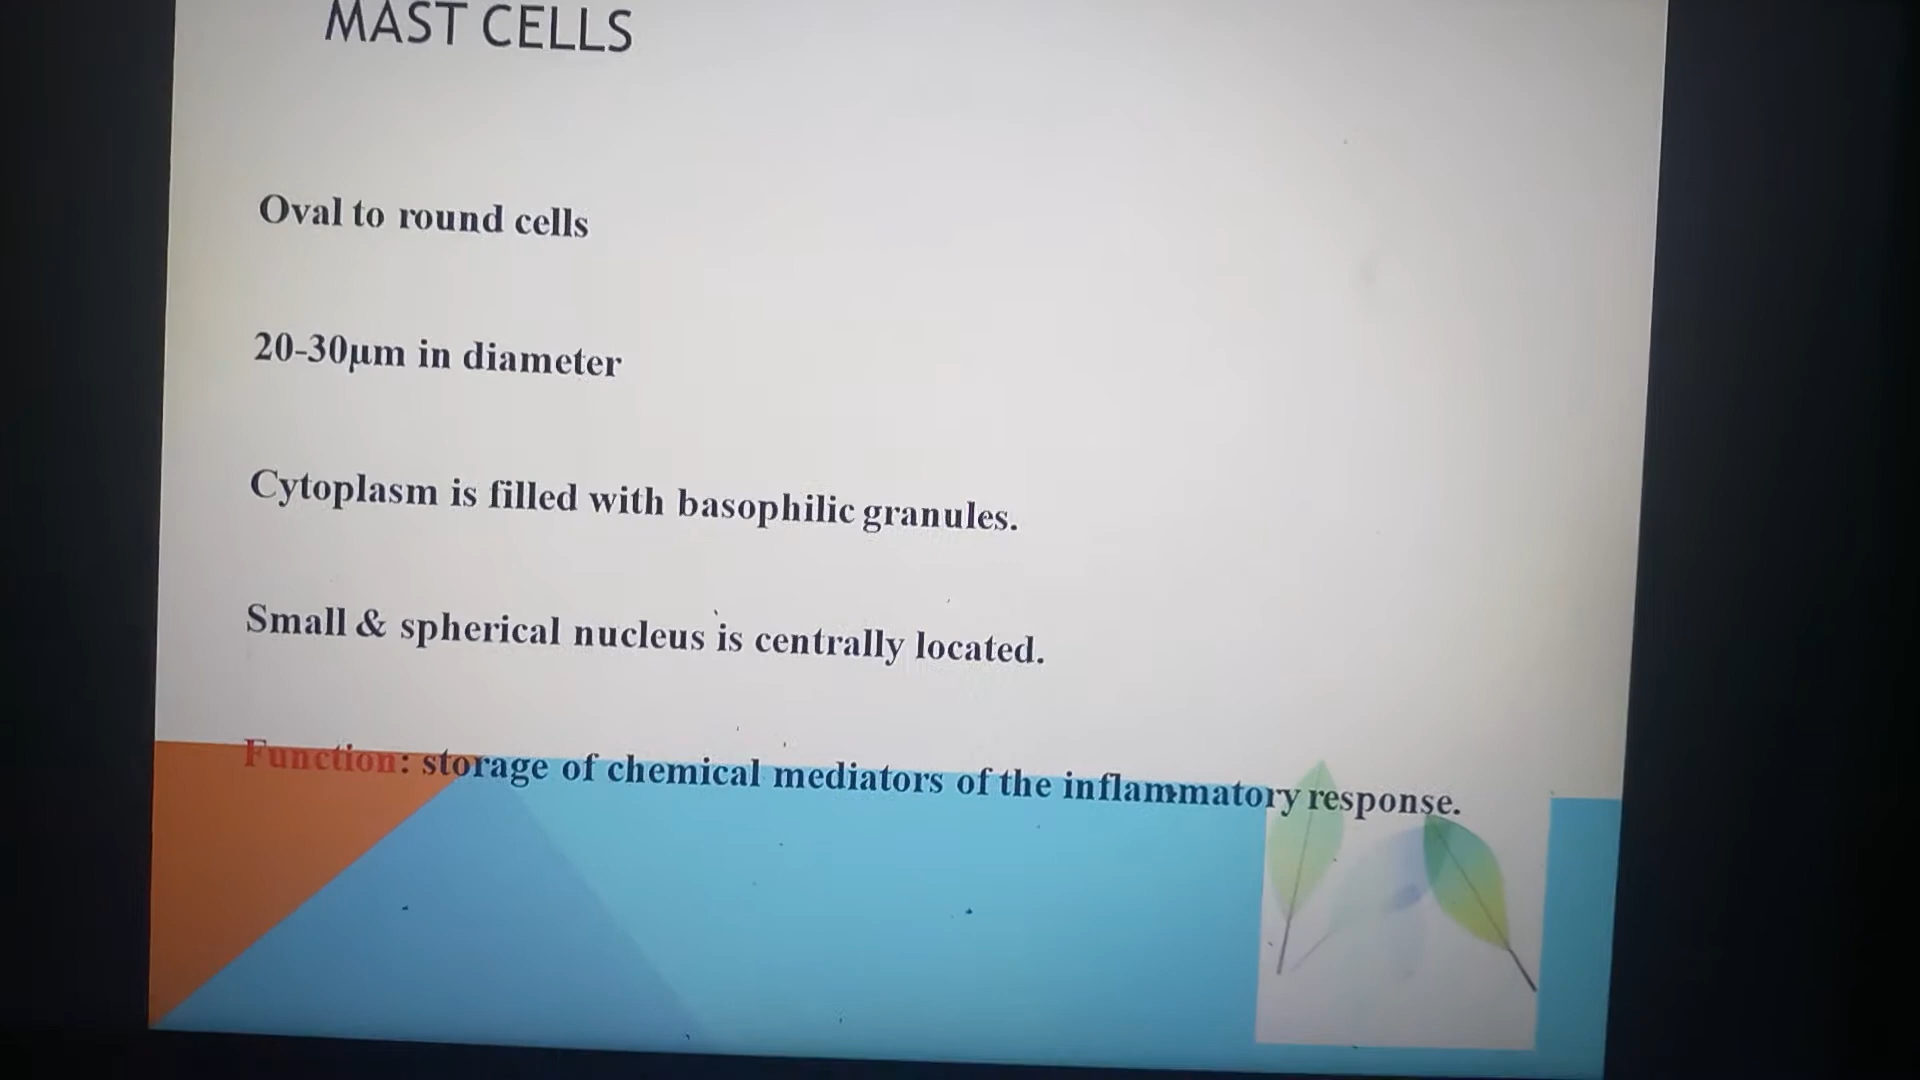 MAST CELLS
Oval to round cells
20-30µm in diameter
Cytoplasm is filled with basophilic granules.
Small & spherical nucleus is centrally located.
Function: storage of chemical mediators of the inflammatory response.